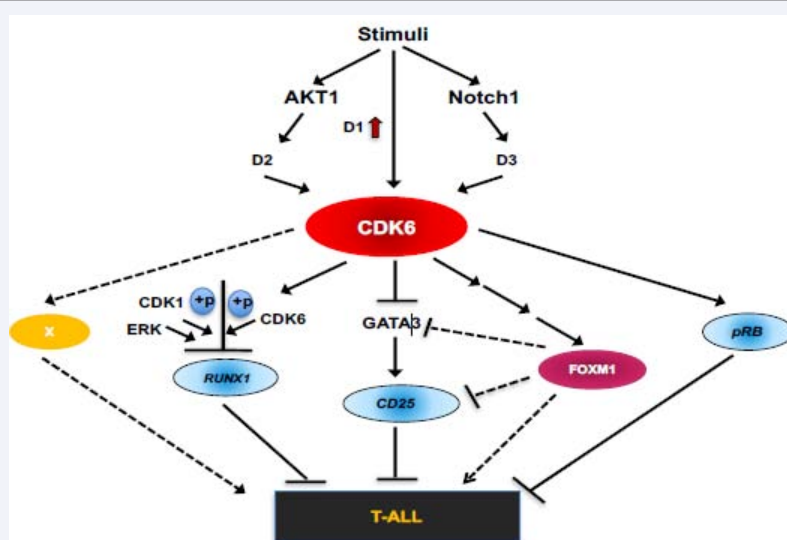 Stimuli
AKT1
Notch1
D1
D2
D3
CDK6
CDK1
+p
+p
ERK
CDK6
GATA3
X
pRB
RUNX1
CD25
FOXM1
T-ALL